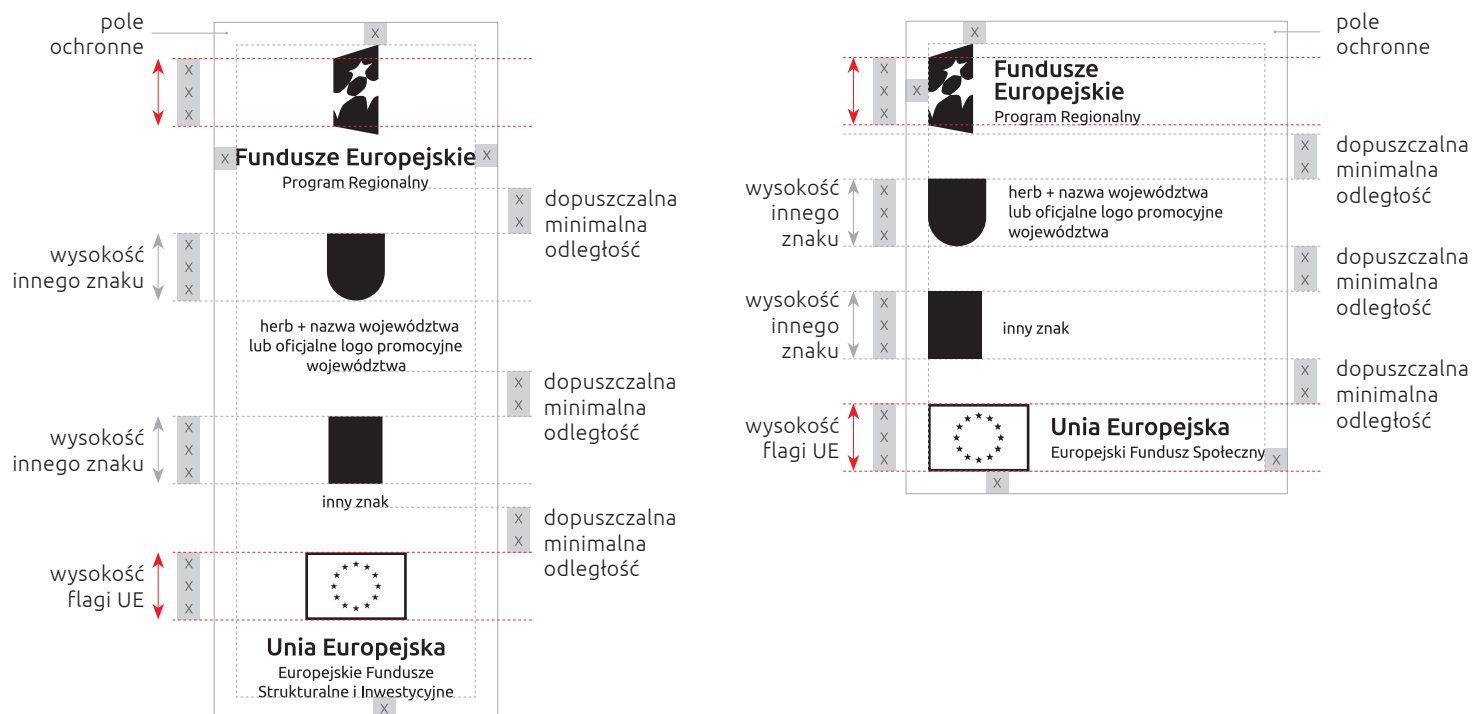 pole
ochronne
X
X
X
X
X
Fundusze Europejskie
X
Program Regionalny
X
X
dopuszczalna
minimalna
odległość
wysokość
innego znaku
X
X
X
herb + nazwa województwa
lub oficjalne logo promocyjne
województwa
X
X
dopuszczalna
minimalna
odległość
wysokość
innego znaku
X
X
X
inny znak
X
X
dopuszczalna
minimalna
odległość
wysokość
flagi UE
X
X
X
Unia Europejska
Europejskie Fundusze
Strukturalne i Inwestycyjne
X
pole
ochronne
X
X
X
X
X
Fundusze
Europejskie
Program Regionalny
X
X
dopuszczalna
minimalna
odległość
wysokość
innego
znaku
X
X
X
herb + nazwa województwa
lub oficjalne logo promocyjne
województwa
X
X
dopuszczalna
minimalna
odległość
wysokość
innego
znaku
X
X
X
inny znak
X
X
dopuszczalna
minimalna
odległość
wysokość
flagi UE
X
X
X
Unia Europejska
Europejski Fundusz Społeczny
X
X